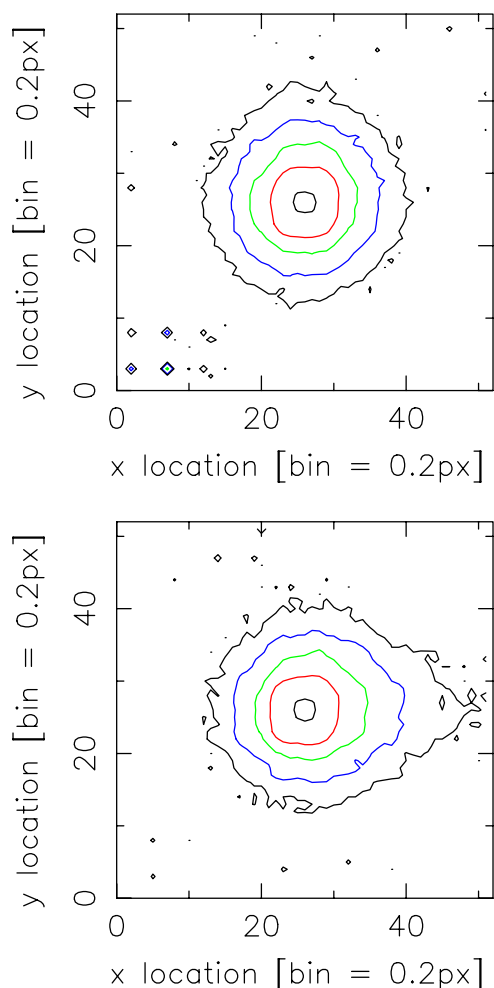 y location [bin = 0.2px]
40
20
0
0 20 40
x location [bin = 0.2px]
y location [bin = 0.2px]
40
20
0
0 20 40
x location [bin = 0.2px]